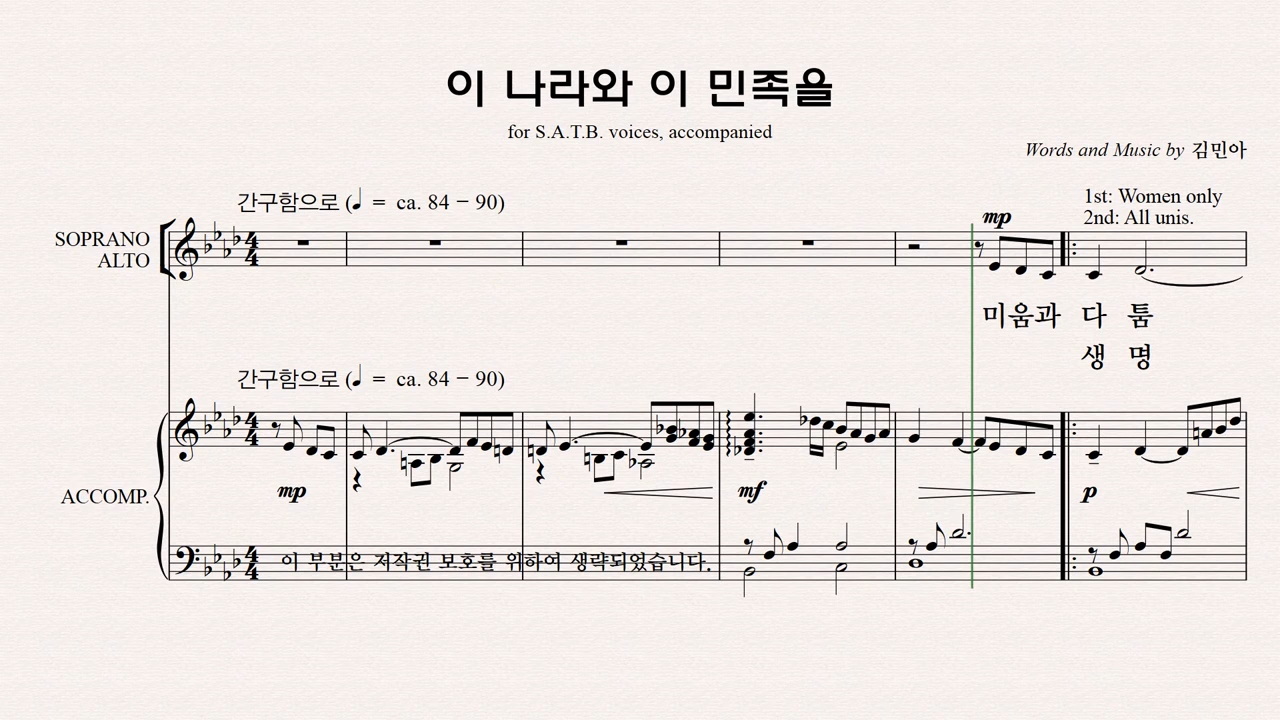 이 나라와 이 민족을
for S.A.T.B. voices, accompanied
Words and Music by 김민아
간구함으로 (♩ = ca. 84 – 90)
1st: Women only
2nd: All unis.
mp
SOPRANO
ALTO
미움과 다 툼
생 명
간구함으로 (♩ = ca. 84 – 90)
ACCOMP.
mp mf p
이 부분은 저작권 보호를 위하여 생략되었습니다.